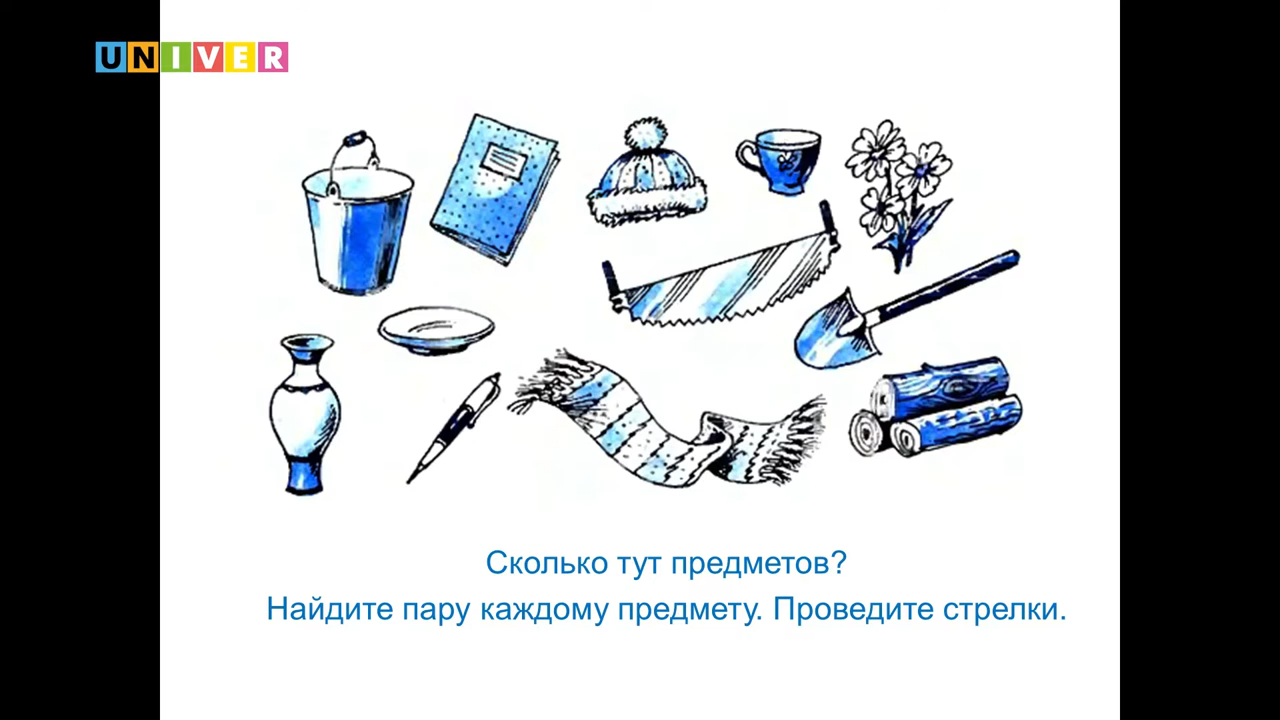 UNIVER
Сколько тут предметов?
Найдите пару каждому предмету. Проведите стрелки.